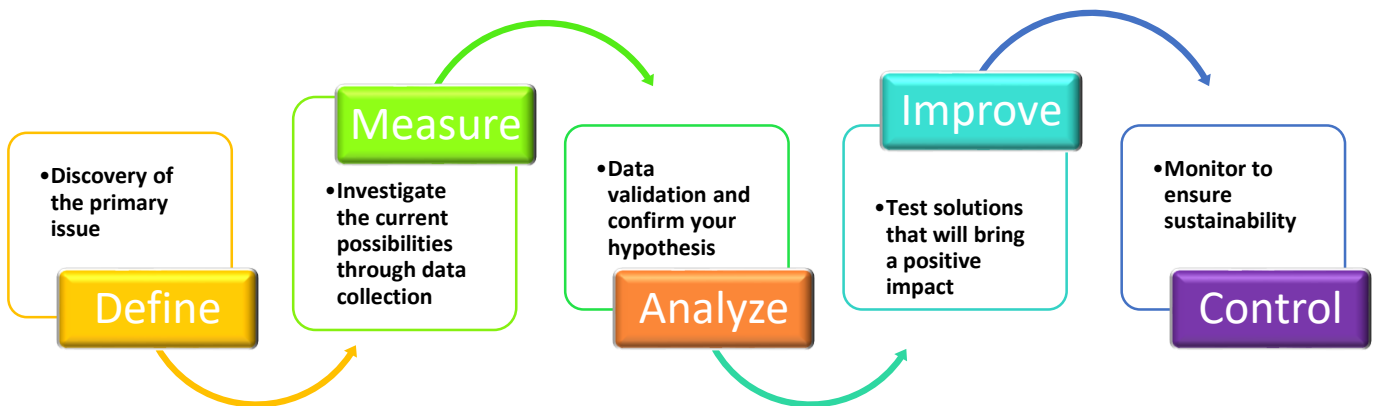 •Discovery of
the primary
issue
Define
Measure
•Investigate
the current
possibilities
through data
collection
•Data
validation and
confirm your
hypothesis
Analyze
Improve
•Test solutions
that will bring
a positive
impact
•Monitor to
ensure
sustainability
Control